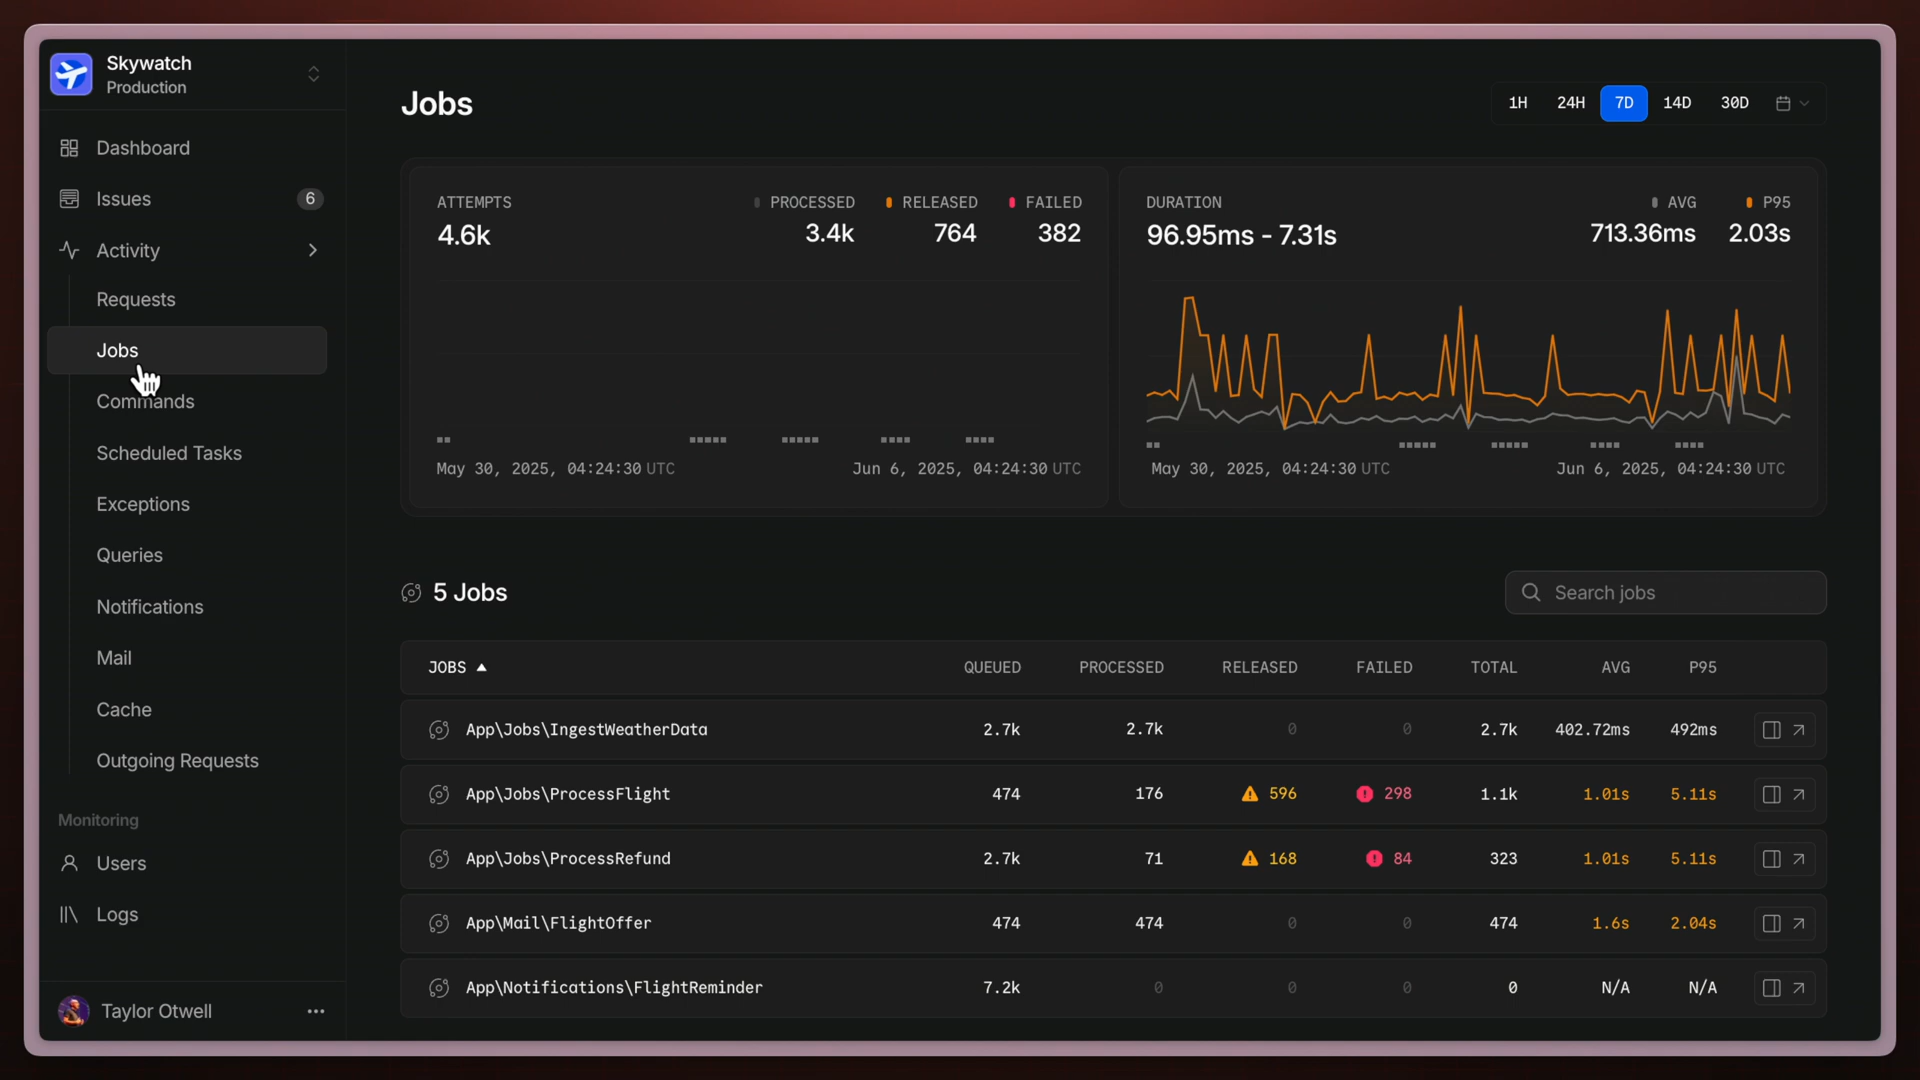 Skywatch
Production
Dashboard
Issues 6
Activity
Requests
Jobs
Commands
Scheduled Tasks
Exceptions
Queries
Notifications
Mail
Cache
Outgoing Requests
Monitoring
Users
Logs
Taylor Otwell
Jobs
1H 24H 7D 14D 30D
ATTEMPTS PROCESSED RELEASED FAILED
4.6k 3.4k 764 382
May 30, 2025, 04:24:30 UTC Jun 6, 2025, 04:24:30 UTC
DURATION AVG P95
96.95ms - 7.31s 713.36ms 2.03s
May 30, 2025, 04:24:30 UTC Jun 6, 2025, 04:24:30 UTC
5 Jobs
Search jobs
JOBS QUEUED PROCESSED RELEASED FAILED TOTAL AVG P95
App\Jobs\IngestWeatherData 2.7k 2.7k 0 0 2.7k 402.72ms 492ms
App\Jobs\ProcessFlight 474 176 596 298 1.1k 1.01s 5.11s
App\Jobs\ProcessRefund 2.7k 71 168 84 323 1.01s 5.11s
App\Mail\FlightOffer 474 474 0 0 474 1.6s 2.04s
App\Notifications\FlightReminder 7.2k 0 0 0 0 N/A N/A